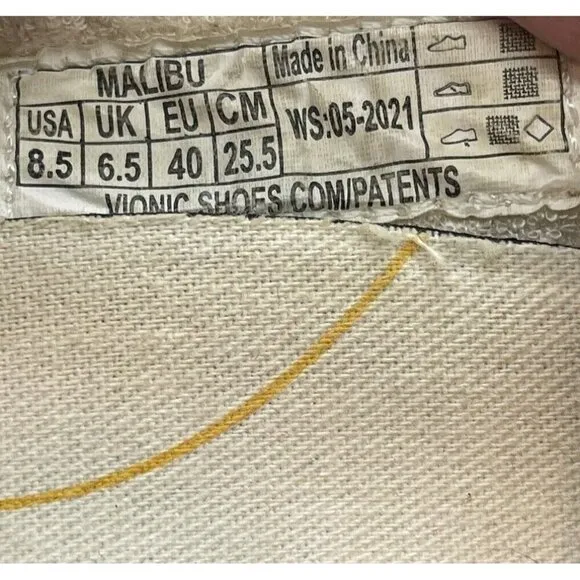 MALIBU Made in China
USA UK EU CM WS:05-2021
8.5 6.5 40 25.5
VIONIC SHOES COM/PATENTS